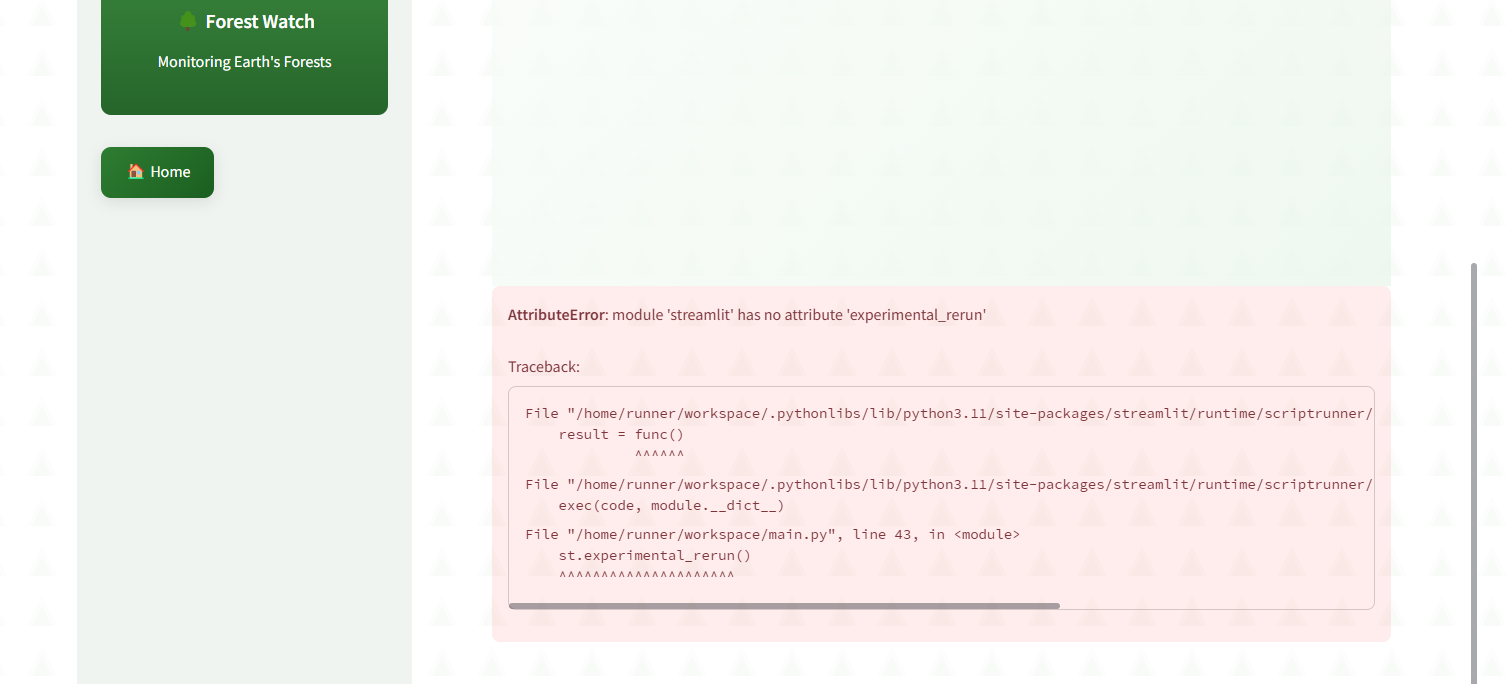 🌳 Forest Watch
Monitoring Earth's Forests
🏠 Home
AttributeError: module 'streamlit' has no attribute 'experimental_rerun'
Traceback:
File "/home/runner/workspace/.pythonlibs/lib/python3.11/site-packages/streamlit/runtime/scriptrunner/
result = func()
^^^^^^
File "/home/runner/workspace/.pythonlibs/lib/python3.11/site-packages/streamlit/runtime/scriptrunner/
exec(code, module.__dict__)
File "/home/runner/workspace/main.py", line 43, in <module>
st.experimental_rerun()
^^^^^^^^^^^^^^^^^^^^^